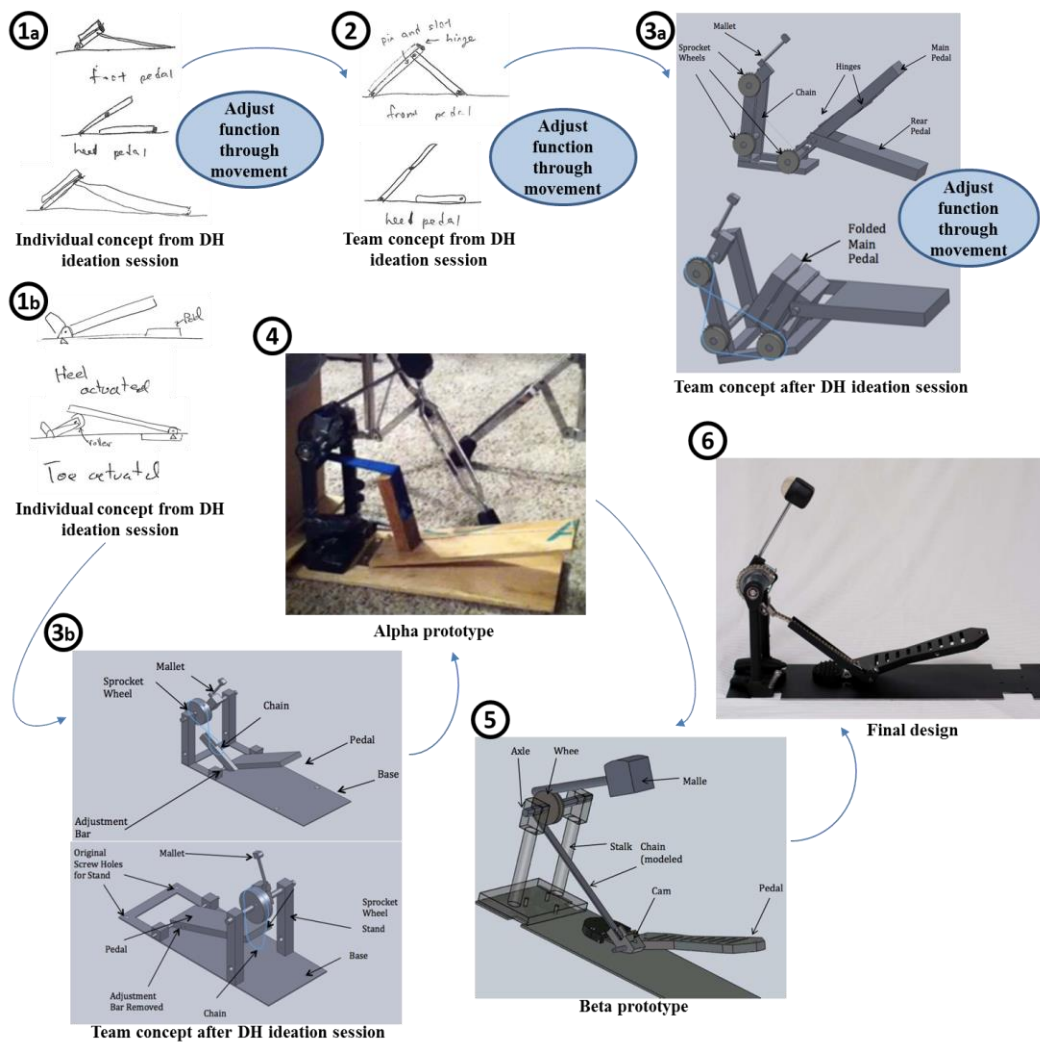 1a
foot pedal
heel pedal
Adjust
function
through
movement
Individual concept from DH
ideation session
2
pin and slot
hinge
front pedal
heel pedal
Adjust
function
through
movement
Team concept from DH
ideation session
3a
Mallet
Sprocket
Wheels
Chain
Hinges
Main
Pedal
Rear
Pedal
Folded
Main
Pedal
Adjust
function
through
movement
Team concept after DH ideation session
1b
Heel
actuated
roller
Toe actuated
Individual concept from DH
ideation session
4
Alpha prototype
3b
Mallet
Sprocket
Wheel
Chain
Pedal
Base
Adjustment
Bar
Original
Screw Holes
for Stand
Mallet
Sprocket
Wheel
Stand
Pedal
Base
Adjustment
Bar Removed
Chain
Team concept after DH ideation session
5
Axle
Whee
Malle
Stalk
Chain
(modeled
Cam
Pedal
Beta prototype
6
Final design